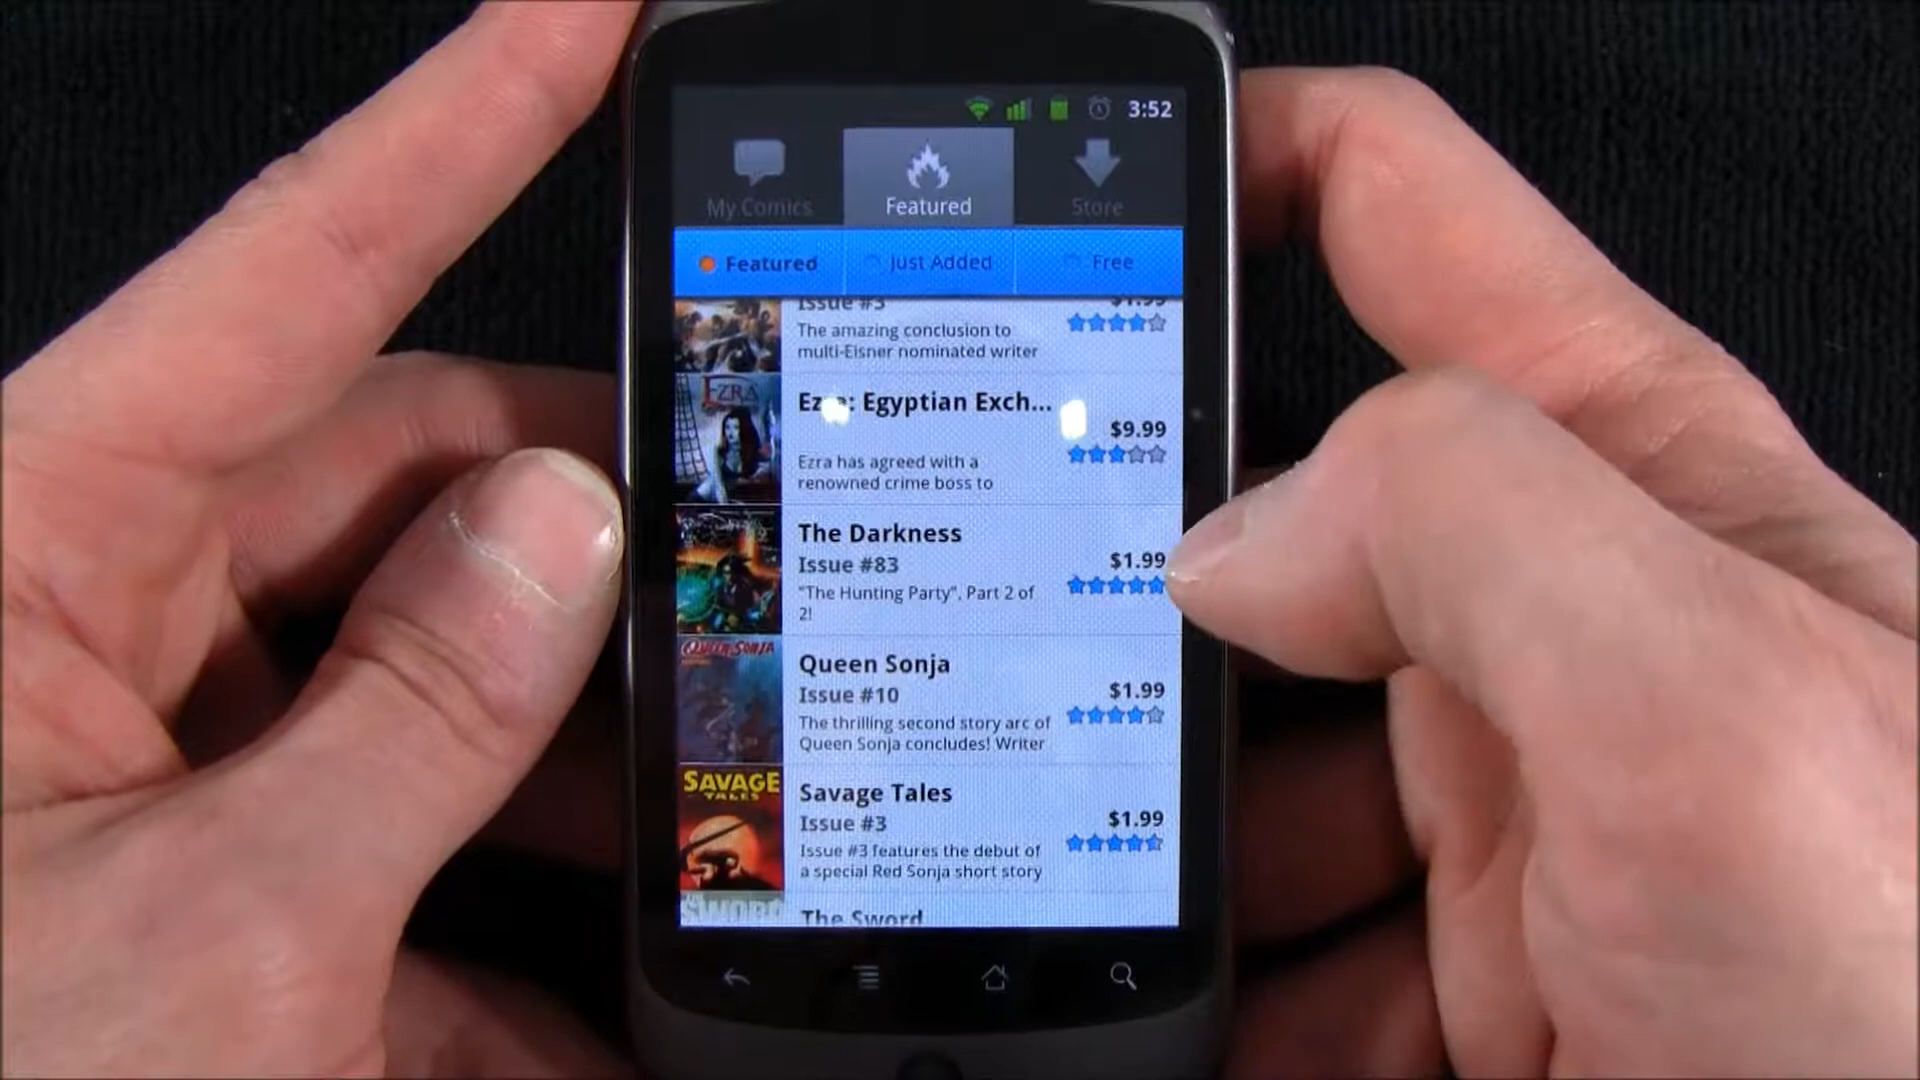 3:52
My Comics
Featured
Store
Featured
Just Added
Free
Issue #3
$1.99
The amazing conclusion to
multi-Eisner nominated writer
EZRA
Egyptian Exch...
$9.99
Ezra has agreed with a
renowned crime boss to
The Darkness
Issue #83
$1.99
"The Hunting Party", Part 2 of
2!
QUEEN SONJA
Queen Sonja
Issue #10
$1.99
The thrilling second story arc of
Queen Sonja concludes! Writer
SAVAGE
TALES
Savage Tales
Issue #3
$1.99
Issue #3 features the debut of
a special Red Sonja short story
SWORD
The Sword